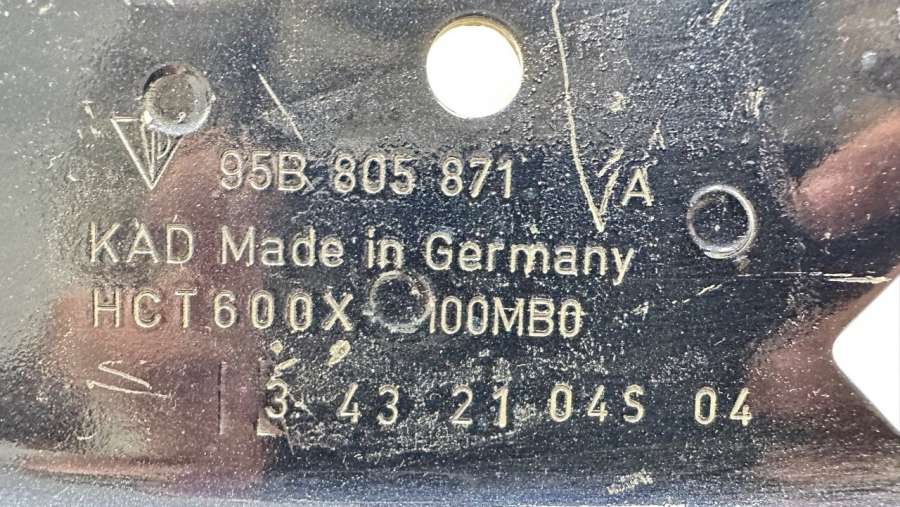 95B 805 871 A
KAD Made in Germany
HCT600X 100MB0
3 43 21 04S 04